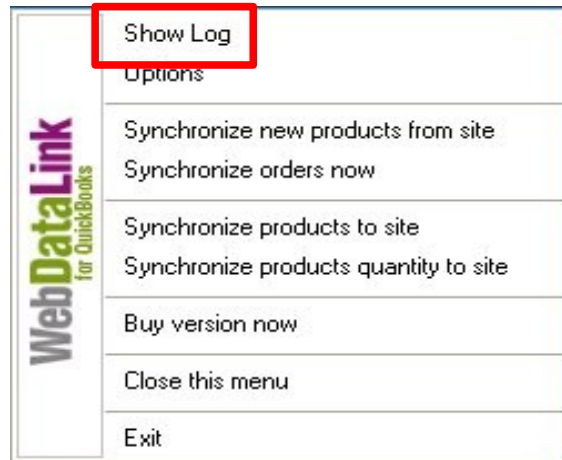 WebDataLink
for QuickBooks
Show Log
Options
Synchronize new products from site
Synchronize orders now
Synchronize products to site
Synchronize products quantity to site
Buy version now
Close this menu
Exit